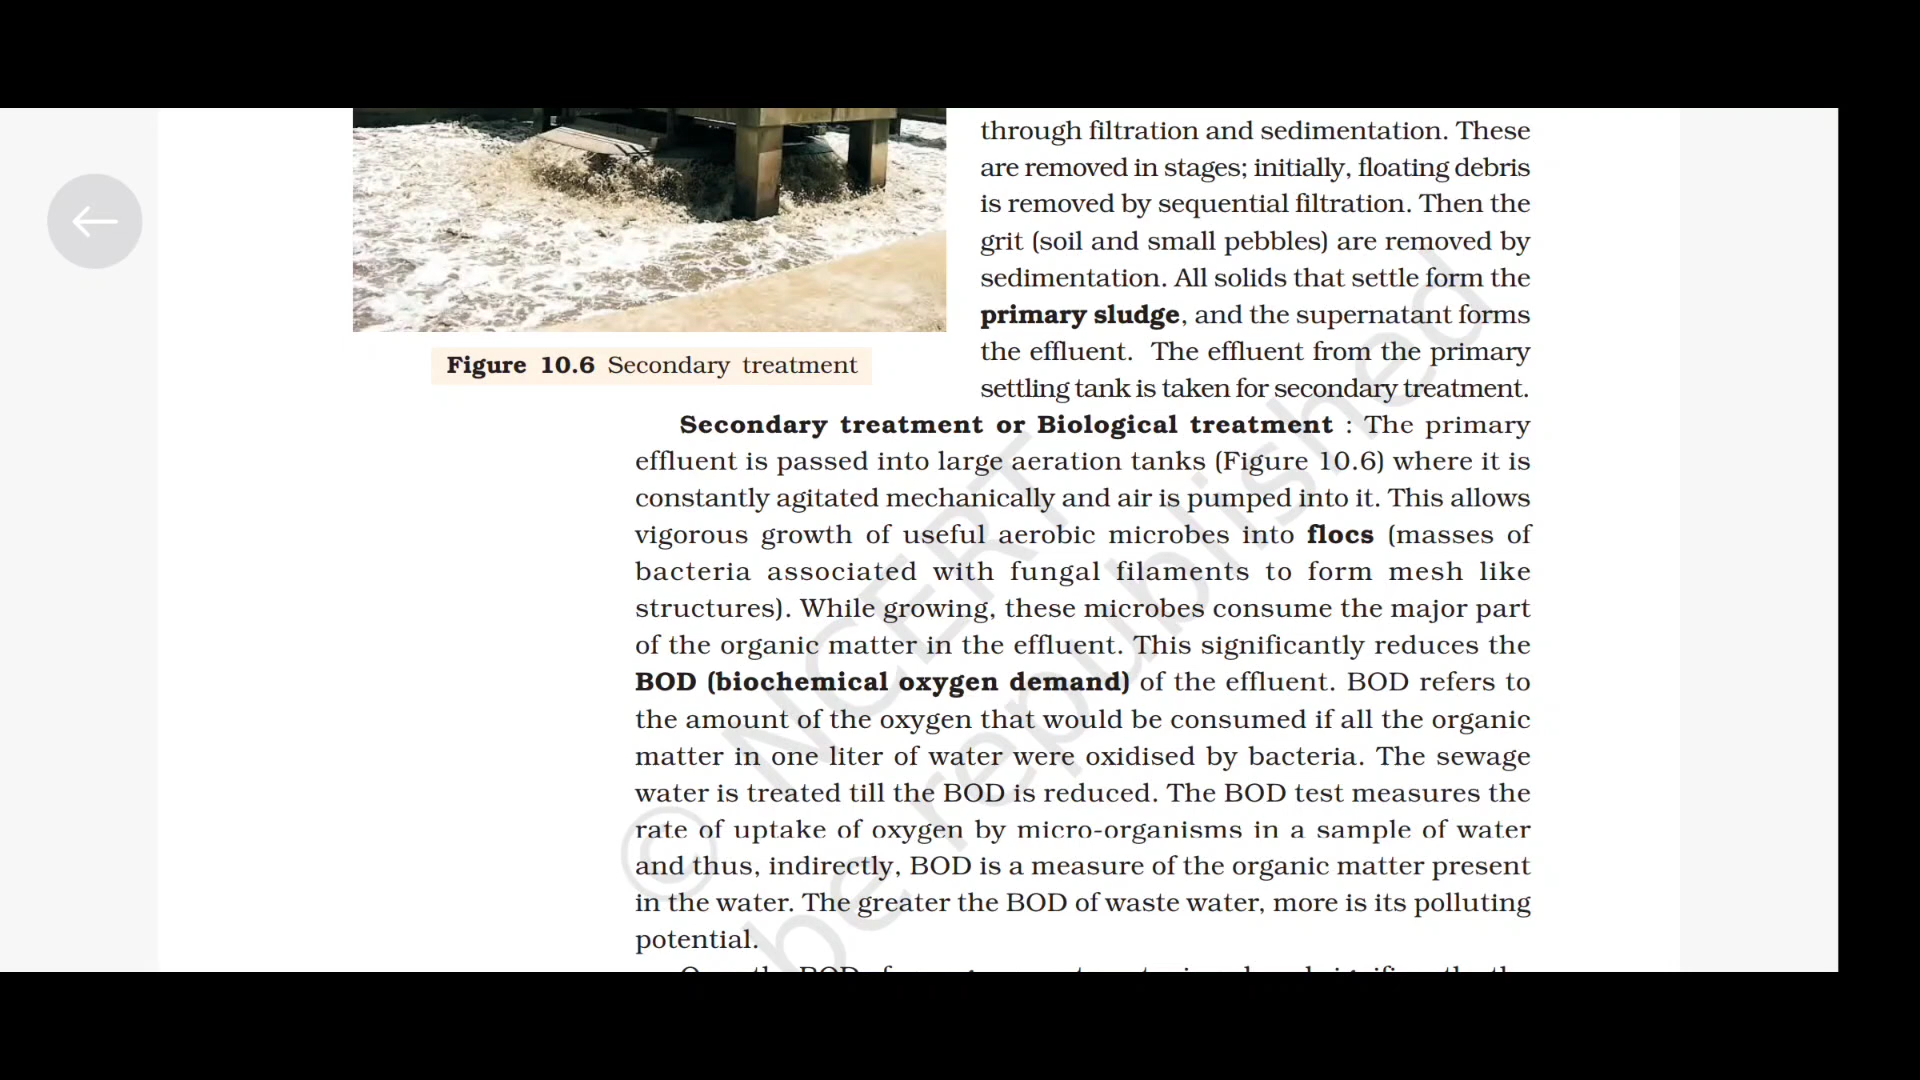 through filtration and sedimentation. These
are removed in stages; initially, floating debris
is removed by sequential filtration. Then the
grit (soil and small pebbles) are removed by
sedimentation. All solids that settle form the
primary sludge, and the supernatant forms
the effluent. The effluent from the primary
settling tank is taken for secondary treatment.
Figure 10.6 Secondary treatment
Secondary treatment or Biological treatment : The primary
effluent is passed into large aeration tanks (Figure 10.6) where it is
constantly agitated mechanically and air is pumped into it. This allows
vigorous growth of useful aerobic microbes into flocs (masses of
bacteria associated with fungal filaments to form mesh like
structures). While growing, these microbes consume the major part
of the organic matter in the effluent. This significantly reduces the
BOD (biochemical oxygen demand) of the effluent. BOD refers to
the amount of the oxygen that would be consumed if all the organic
matter in one liter of water were oxidised by bacteria. The sewage
water is treated till the BOD is reduced. The BOD test measures the
rate of uptake of oxygen by micro-organisms in a sample of water
and thus, indirectly, BOD is a measure of the organic matter present
in the water. The greater the BOD of waste water, more is its polluting
potential.
© NCERT
be republished